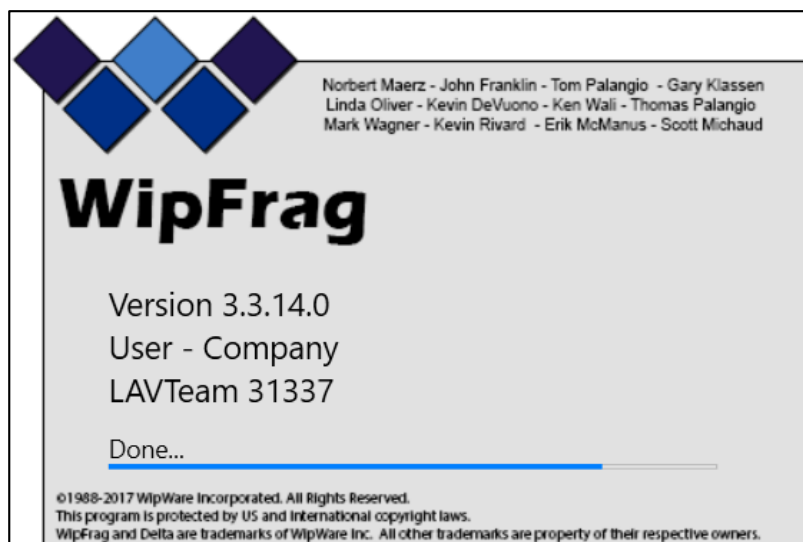 Norbert Maerz - John Franklin - Tom Palangio - Gary Klassen
Linda Oliver - Kevin DeVuono - Ken Wali - Thomas Palangio
Mark Wagner - Kevin Rivard - Erik McManus - Scott Michaud
WipFrag
Version 3.3.14.0
User - Company
LAVTeam 31337
Done...
©1988-2017 WipWare Incorporated. All Rights Reserved.
This program is protected by US and International copyright laws.
WipFrag and Delta are trademarks of WipWare Inc. All other trademarks are property of their respective owners.